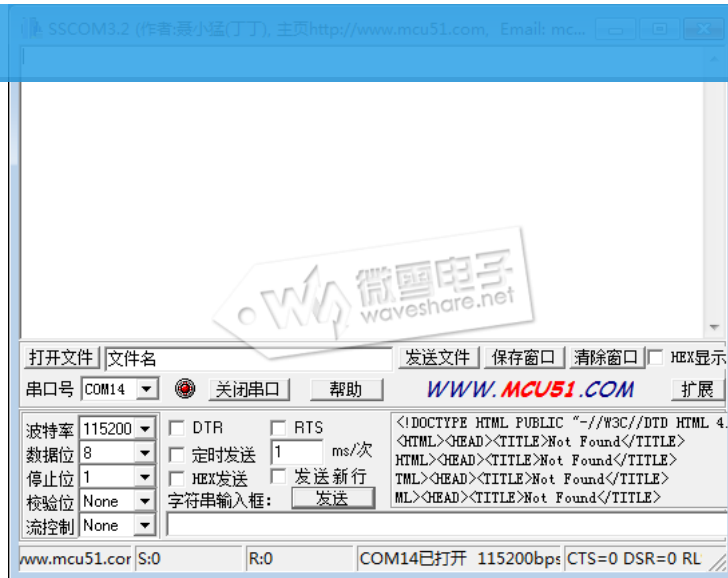 SSCOM3.2 (作者:聂小猛(丁丁), 主页http://www.mcu51.com, Email: mc...
微雪电子
waveshare.net
打开文件 文件名 发送文件 保存窗口 清除窗口 HEX显示
串口号 COM14 关闭串口 帮助 WWW.MCU51.COM 扩展
波特率 115200 DTR RTS
数据位 8 定时发送 1 ms/次
停止位 1 HEX发送 发送新行
校验位 None 字符串输入框: 发送
流控制 None
<!DOCTYPE HTML PUBLIC "-//W3C//DTD HTML 4.
<HTML><HEAD><TITLE>Not Found</TITLE>
HTML><HEAD><TITLE>Not Found</TITLE>
TML><HEAD><TITLE>Not Found</TITLE>
ML><HEAD><TITLE>Not Found</TITLE>
www.mcu51.cor S:0 R:0 COM14已打开 115200bps CTS=0 DSR=0 RL